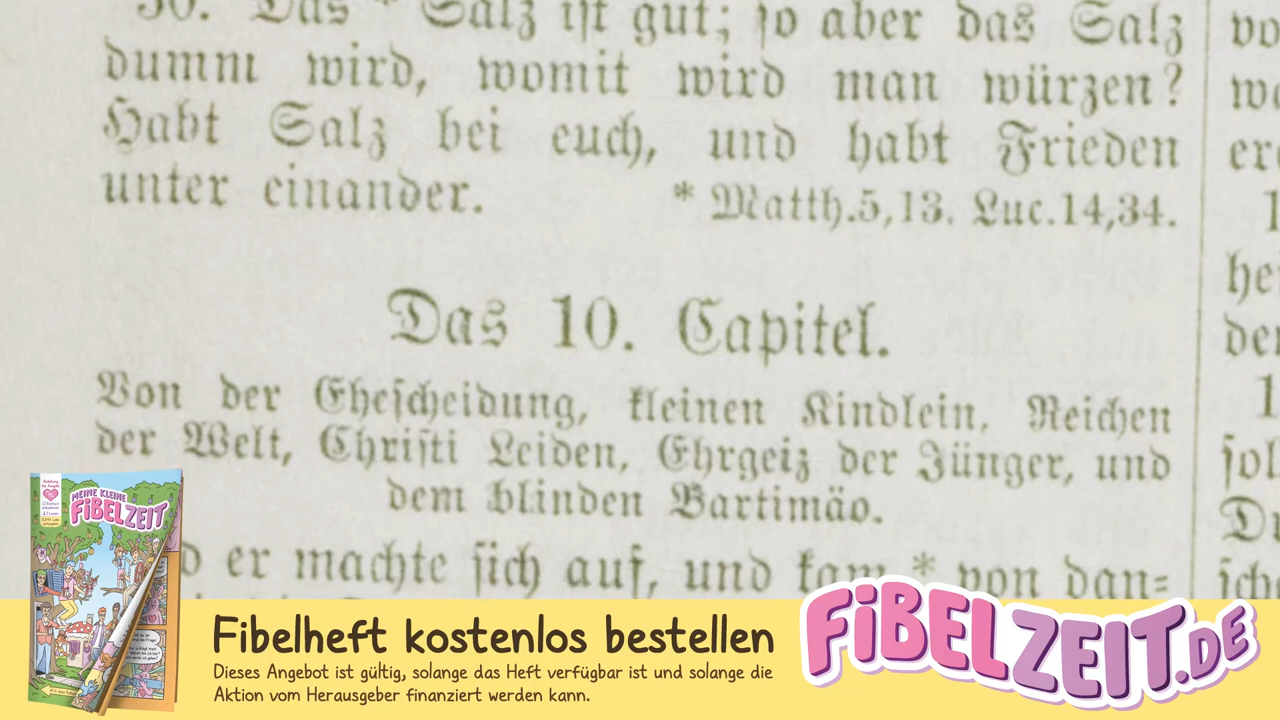 30. Das * Salz ist gut; so aber das Salz
dumm wird, womit wird man würzen?
Habt Salz bei euch, und habt Frieden
unter einander. * Matth.5,13. Luc.14,34.
Das 10. Capitel.
Von der Ehescheidung, kleinen Kindlein, Reichen
der Welt, Christi Leiden, Ehrgeiz der Jünger, und
dem blinden Bartimäo.
er machte sich auf, und kam * von dan=
MEINE KLEINE
FIBELZEIT
Fibelheft kostenlos bestellen
Dieses Angebot ist gültig, solange das Heft verfügbar ist und solange die
Aktion vom Herausgeber finanziert werden kann.
FIBELZEIT.DE